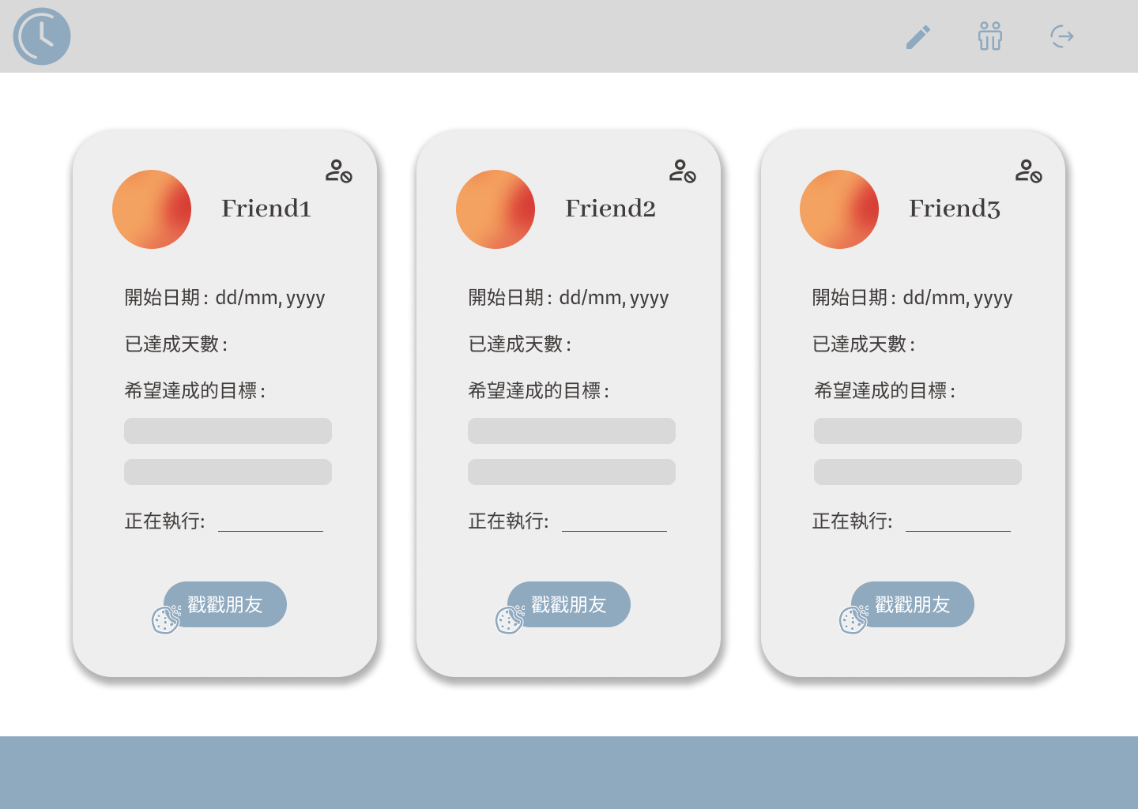 Friend1
開始日期 : dd/mm, yyyy
已達成天數 :
希望達成的目標 :
正在執行:
戳戳朋友
Friend2
開始日期 : dd/mm, yyyy
已達成天數 :
希望達成的目標 :
正在執行:
戳戳朋友
Friend3
開始日期 : dd/mm, yyyy
已達成天數 :
希望達成的目標 :
正在執行:
戳戳朋友